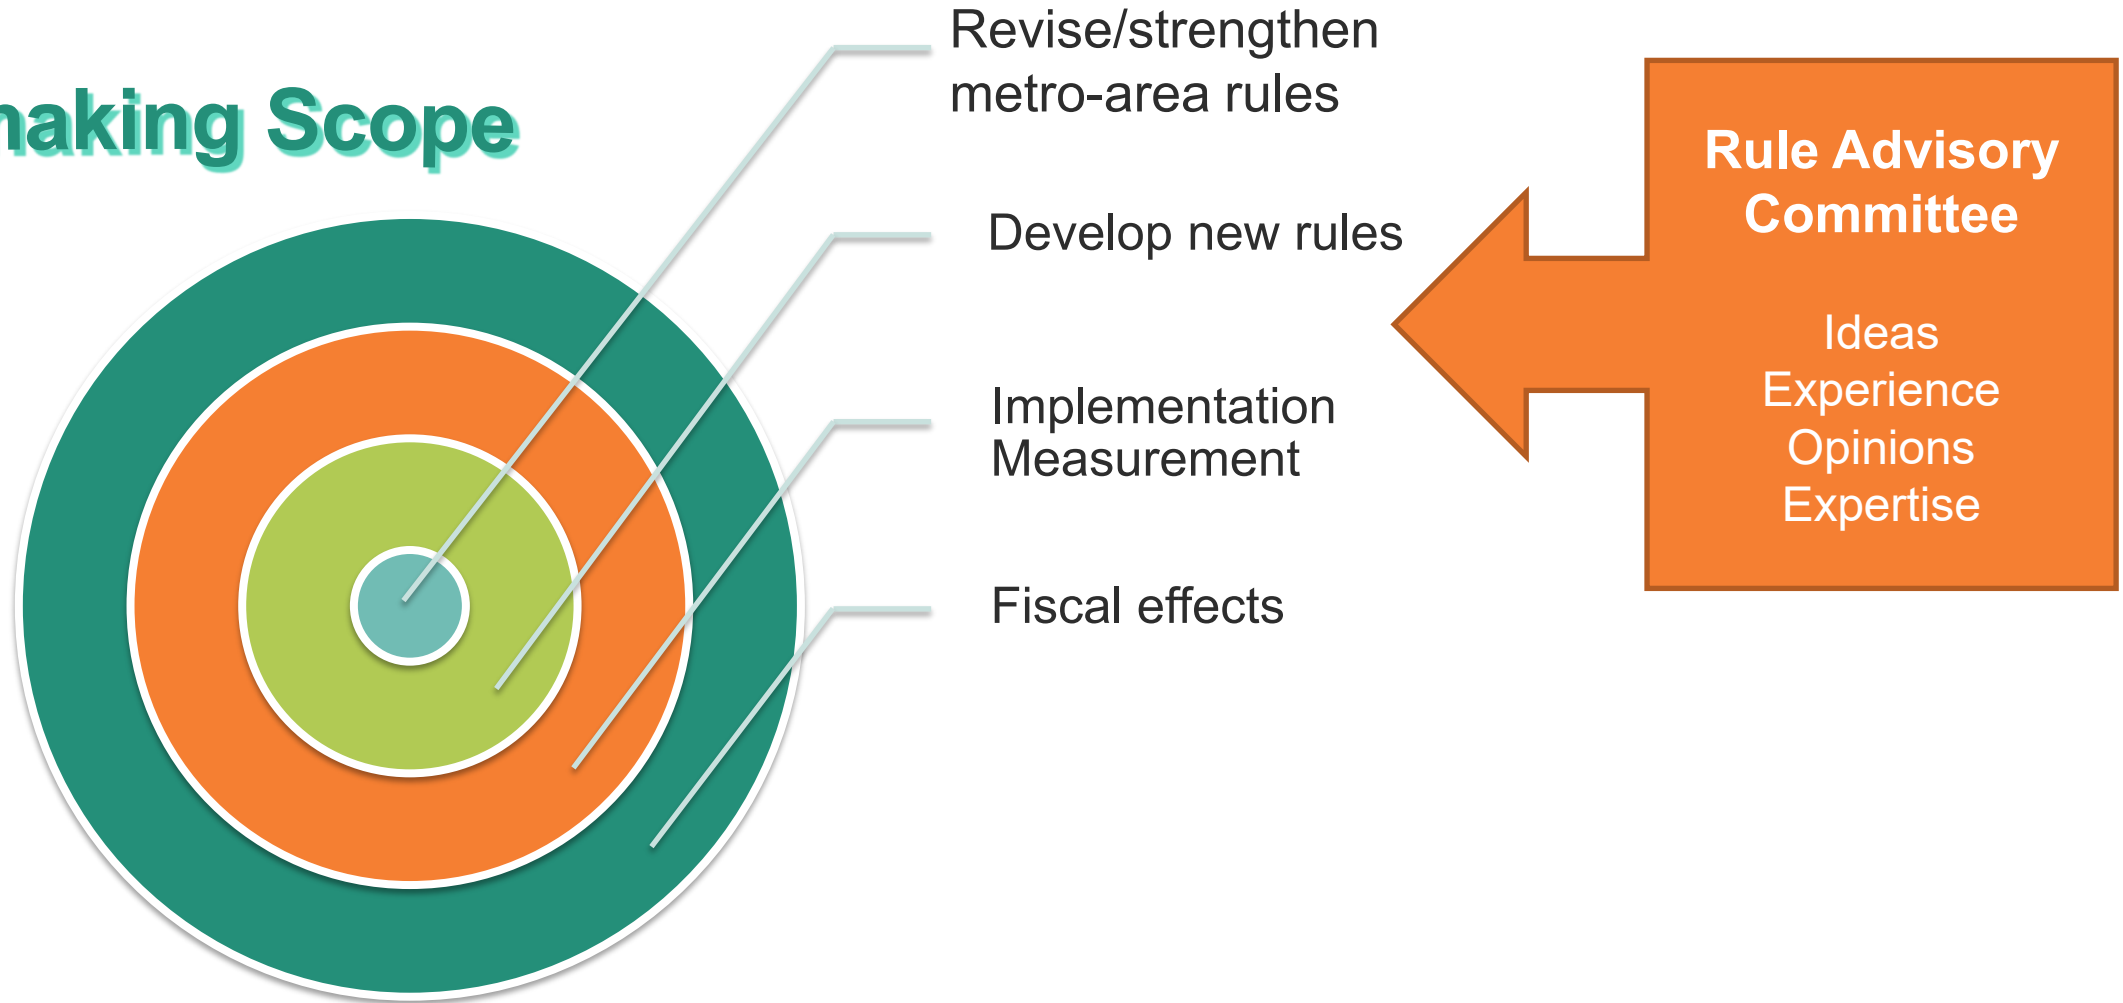 making Scope
Revise/strengthen
metro-area rules
Develop new rules
Implementation
Measurement
Fiscal effects
Rule Advisory
Committee
Ideas
Experience
Opinions
Expertise